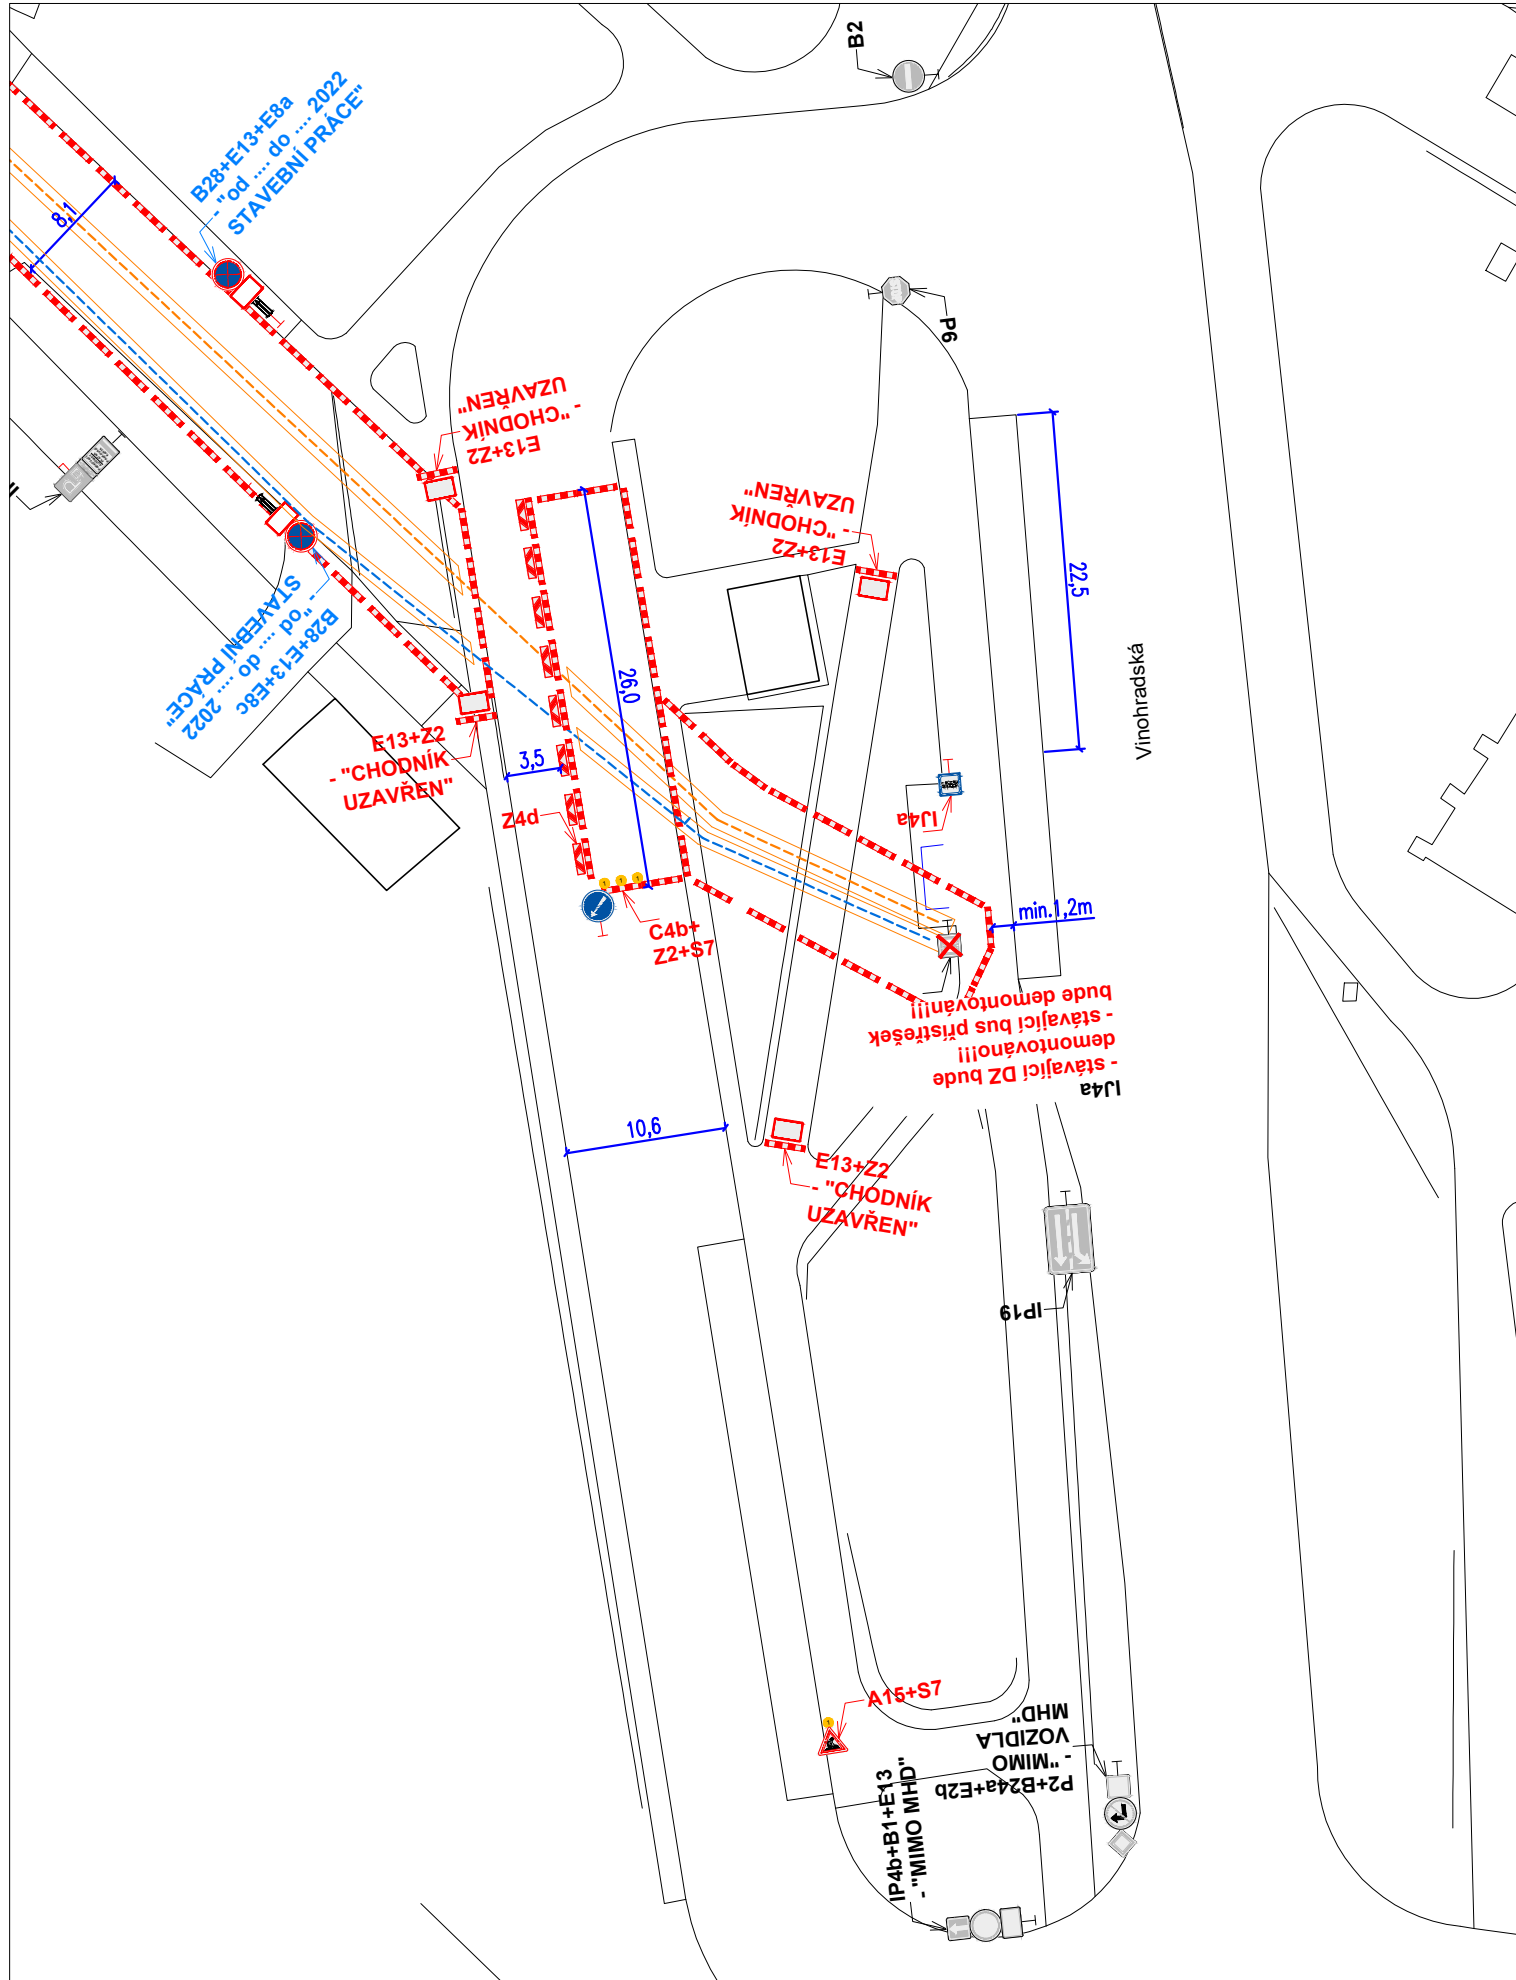 B2
B28+E13+E8a
- "od .... do .... 2022
STAVEBNÍ PRÁCE"
8,1
P6
E13+Z2
- "CHODNÍK
UZAVŘEN"
E13+Z2
- "CHODNÍK
UZAVŘEN"
22,5
B28+E13+E8c
- "od .... do .... 2022
STAVEBNÍ PRÁCE"
26,0
Vinohradská
E13+Z2
- "CHODNÍK
UZAVŘEN"
3,5
Z4d
IJ4a
min.1,2m
C4b+
Z2+S7
IJ4a
- stávající DZ bude
demontováno!!!
- stávající bus přístřešek
bude demontován!!!
10,6
E13+Z2
- "CHODNÍK
UZAVŘEN"
IP19
A15+S7
P2+B24a+E2b
- "MIMO
VOZIDLA
MHD"
IP4b+B1+E13
- "MIMO MHD"